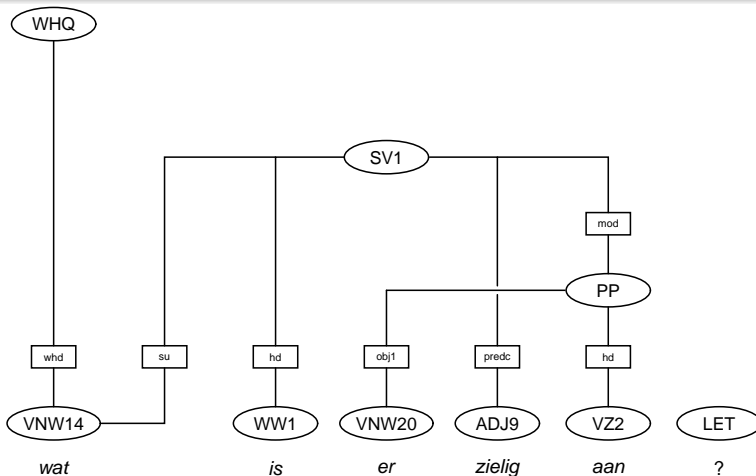 WHQ
SV1
mod
PP
whd su hd obj1 predc hd
VNW14 WW1 VNW20 ADJ9 VZ2 LET
wat is er zielig aan ?